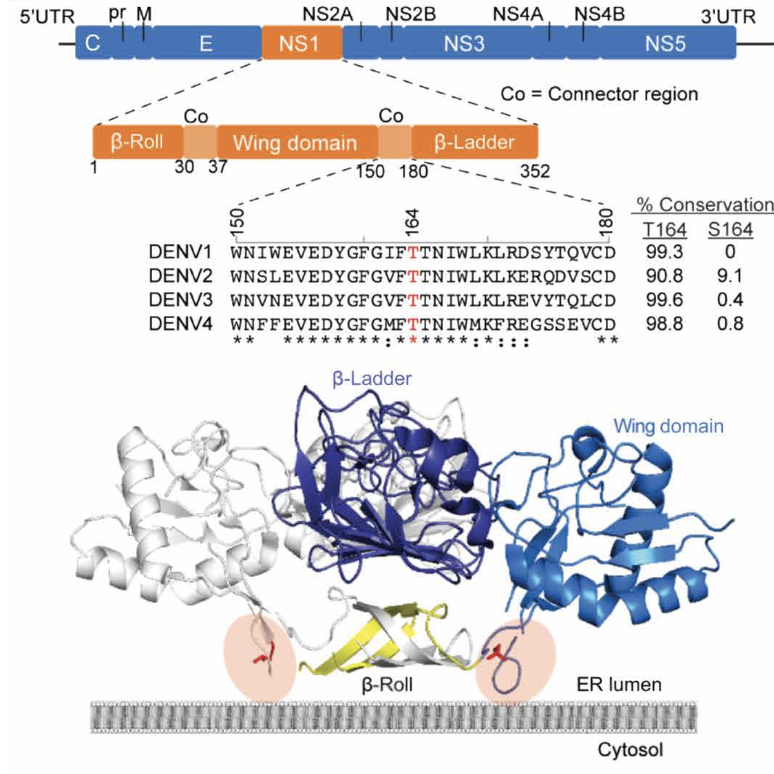 5'UTR pr M NS2A NS2B NS4A NS4B 3'UTR
C E NS1 NS3 NS5
Co = Connector region
Co Co
β-Roll Wing domain β-Ladder
1 30 37 150 180 352
% Conservation
150 164 180 T164 S164
DENV1 WNIWEVEDYGFGIFTTNIWLKLRDSYTQVCD 99.3 0
DENV2 WNSLEVEDYGFGVFTTNIWLKLKERQDVSCD 90.8 9.1
DENV3 WNVNEVEDYGFGVFTTNIWLKLREVYTQLCD 99.6 0.4
DENV4 WNFFEVEDYGFGMFTTNIWMKFREGSSEVCD 98.8 0.8
** ********:******:*::: **
β-Ladder
Wing domain
β-Roll ER lumen
Cytosol